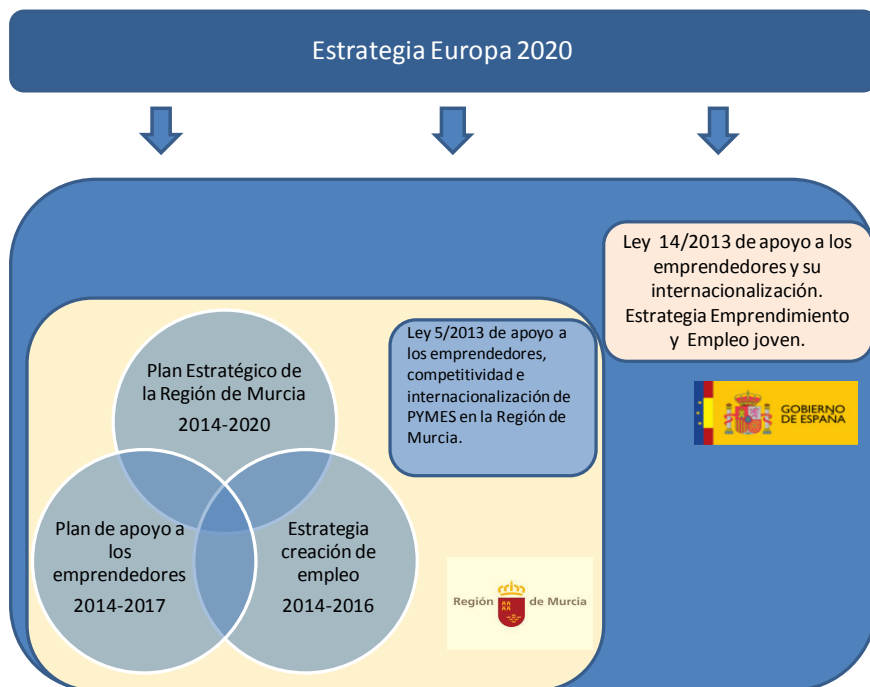 Estrategia Europa 2020
Ley 14/2013 de apoyo a los
emprendedores y su
internacionalización.
Estrategia Emprendimiento
y Empleo joven.
GOBIERNO
DE ESPAÑA
Ley 5/2013 de apoyo a
los emprendedores,
competitividad e
internacionalización de
PYMES en la Región de
Murcia.
Plan Estratégico de
la Región de Murcia
2014-2020
Plan de apoyo a
los
emprendedores
2014-2017
Estrategia
creación de
empleo
2014-2016
Región de Murcia